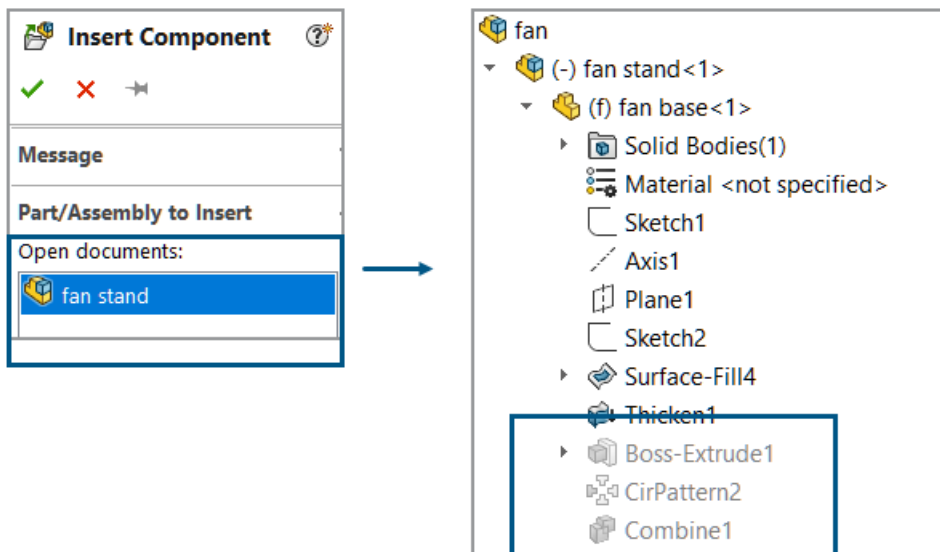 Insert Component
Message
Part/Assembly to Insert
Open documents:
fan stand
fan
(-) fan stand<1>
(f) fan base<1>
Solid Bodies(1)
Material <not specified>
Sketch1
Axis1
Plane1
Sketch2
Surface-Fill4
Thicken1
Boss-Extrude1
CirPattern2
Combine1